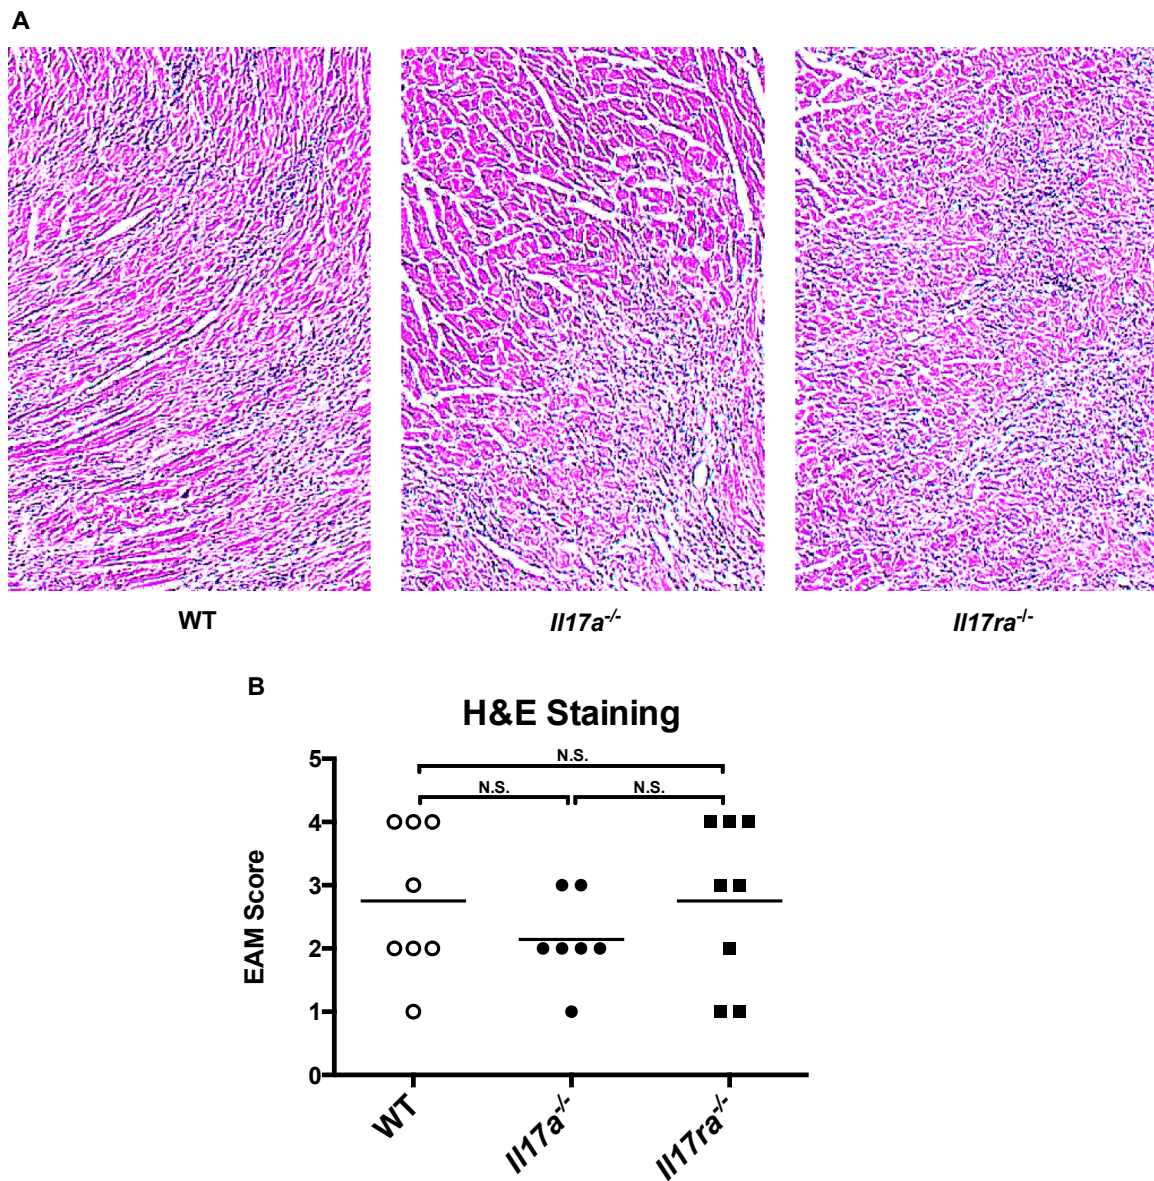 A
WT
Il17a-/-
Il17ra-/-
B
H&E Staining
N.S.
N.S.
N.S.
5
4
3
2
1
0
EAM Score
WT
Il17a-/-
Il17ra-/-